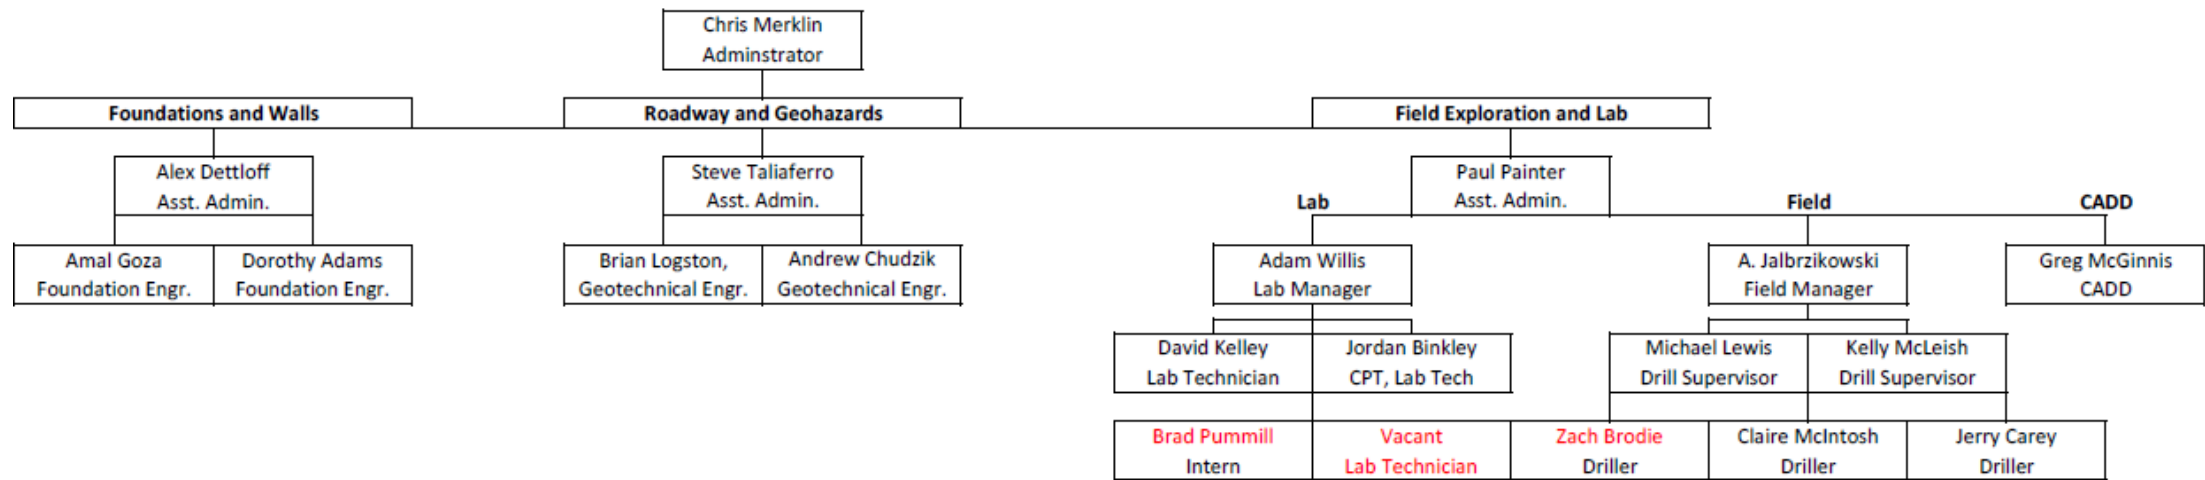 Chris Merklin
Adminstrator
Foundations and Walls
Roadway and Geohazards
Field Exploration and Lab
Alex Dettloff
Asst. Admin.
Steve Taliaferro
Asst. Admin.
Paul Painter
Asst. Admin.
Lab
Field
CADD
Amal Goza
Foundation Engr.
Dorothy Adams
Foundation Engr.
Brian Logston,
Geotechnical Engr.
Andrew Chudzik
Geotechnical Engr.
Adam Willis
Lab Manager
A. Jalbrzikowski
Field Manager
Greg McGinnis
CADD
David Kelley
Lab Technician
Jordan Binkley
CPT, Lab Tech
Michael Lewis
Drill Supervisor
Kelly McLeish
Drill Supervisor
Brad Pummill
Intern
Vacant
Lab Technician
Zach Brodie
Driller
Claire McIntosh
Driller
Jerry Carey
Driller